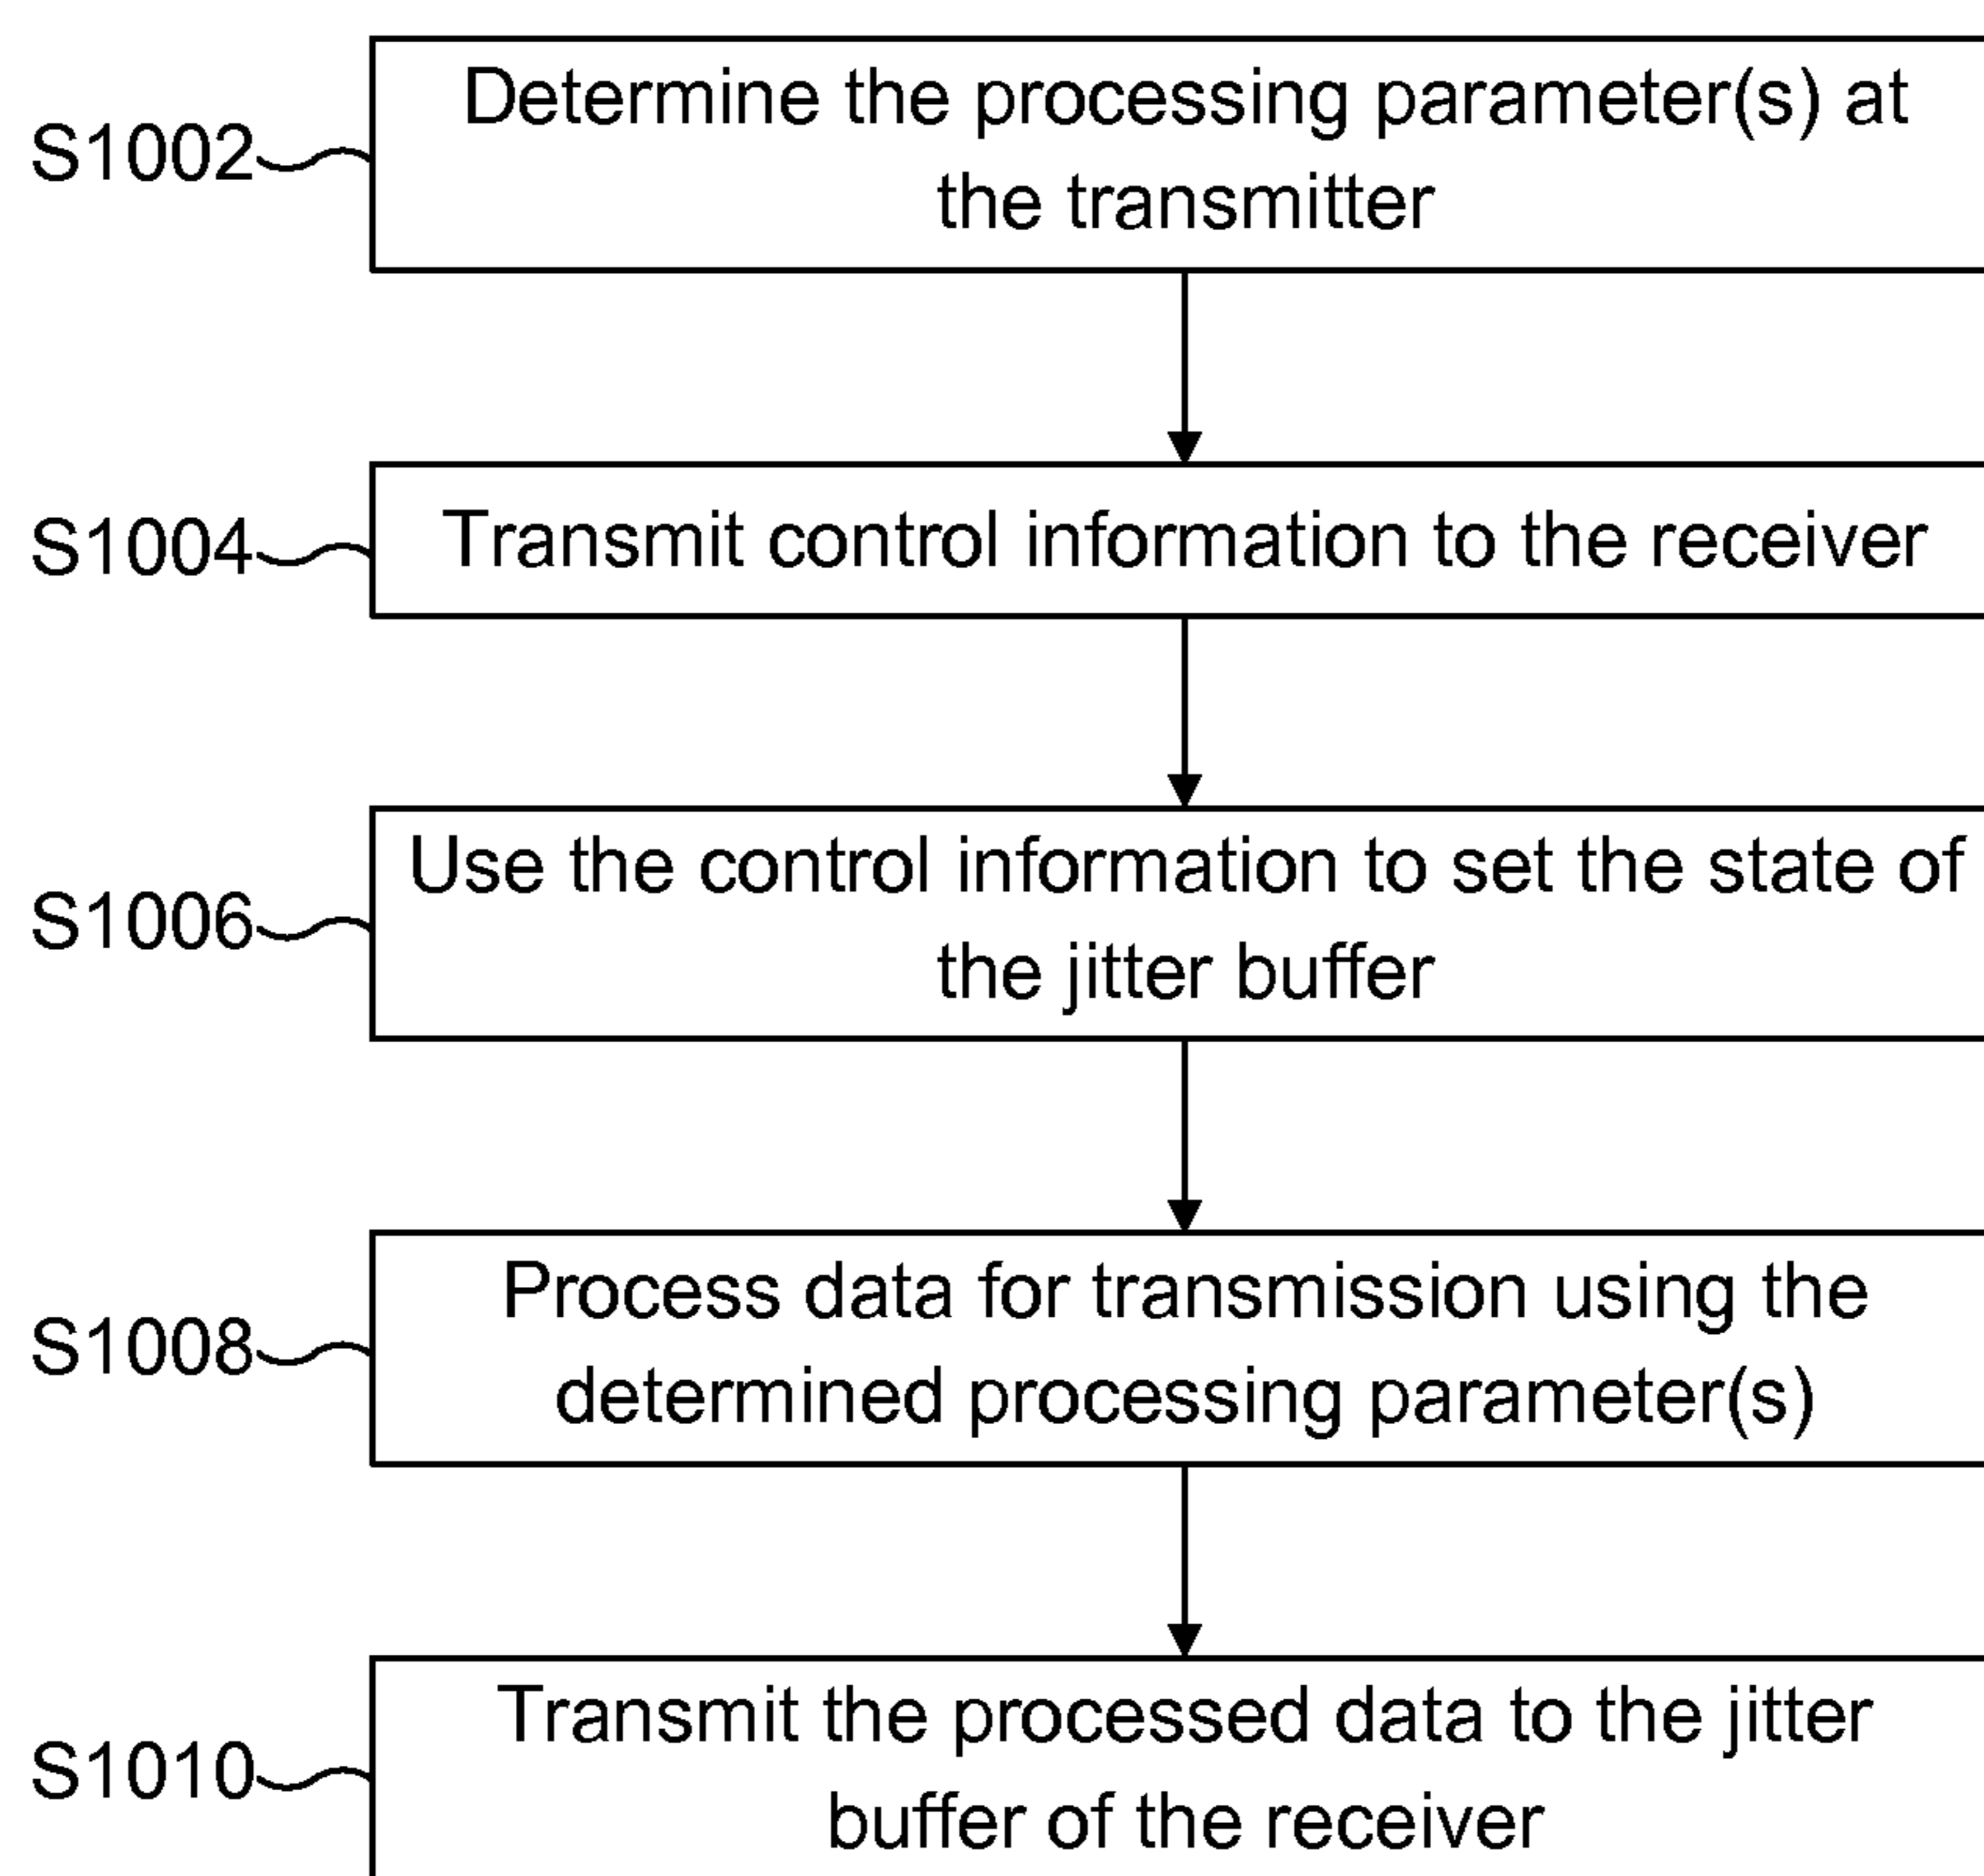 S1002
Determine the processing parameter(s) at
the transmitter
S1004
Transmit control information to the receiver
S1006
Use the control information to set the state of
the jitter buffer
S1008
Process data for transmission using the
determined processing parameter(s)
S1010
Transmit the processed data to the jitter
buffer of the receiver